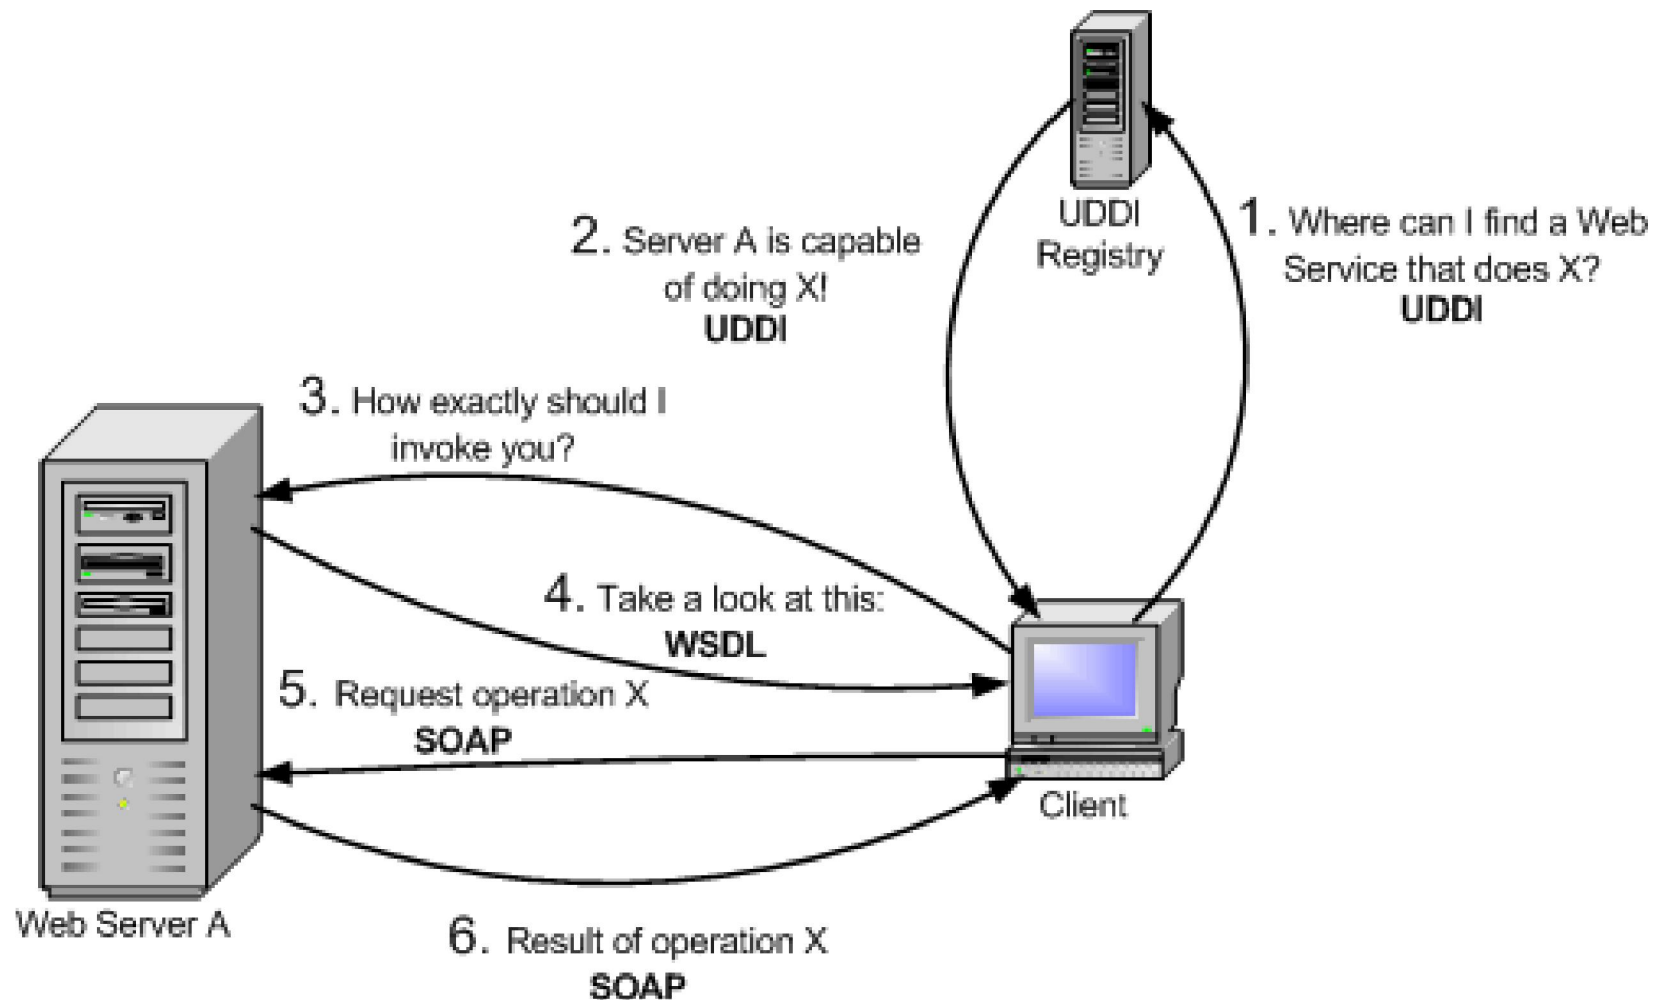 UDDI
Registry
1. Where can I find a Web
Service that does X?
UDDI
2. Server A is capable
of doing X!
UDDI
3. How exactly should I
invoke you?
4. Take a look at this:
WSDL
5. Request operation X
SOAP
Client
Web Server A
6. Result of operation X
SOAP